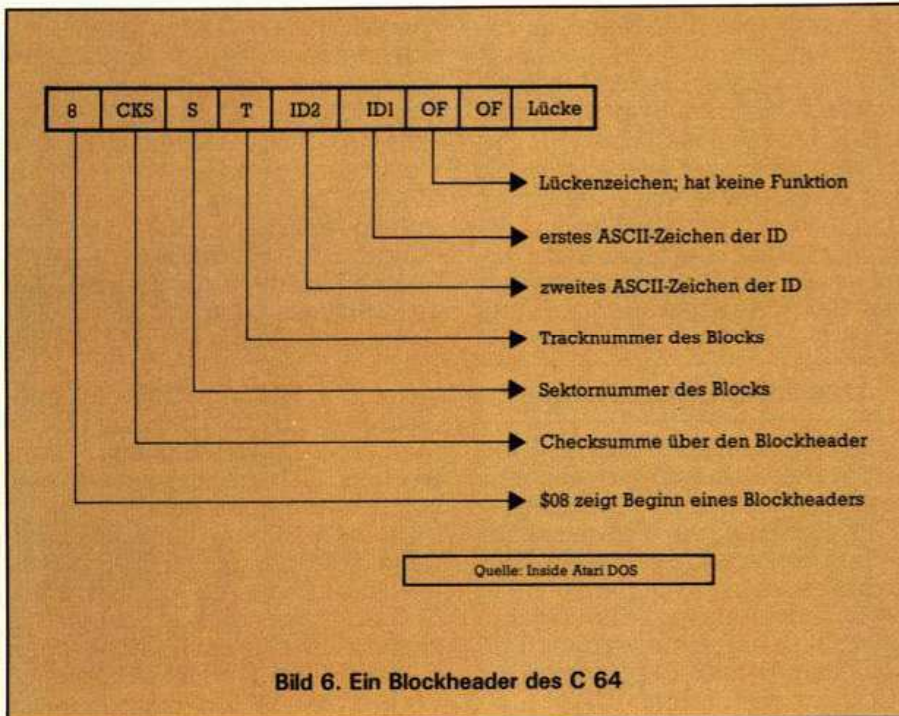 8 CKS S T ID2 ID1 OF OF Lücke
Lückenzeichen; hat keine Funktion
erstes ASCII-Zeichen der ID
zweites ASCII-Zeichen der ID
Tracknummer des Blocks
Sektornummer des Blocks
Checksumme über den Blockheader
$08 zeigt Beginn eines Blockheaders
Quelle: Inside Atari DOS
Bild 6. Ein Blockheader des C 64